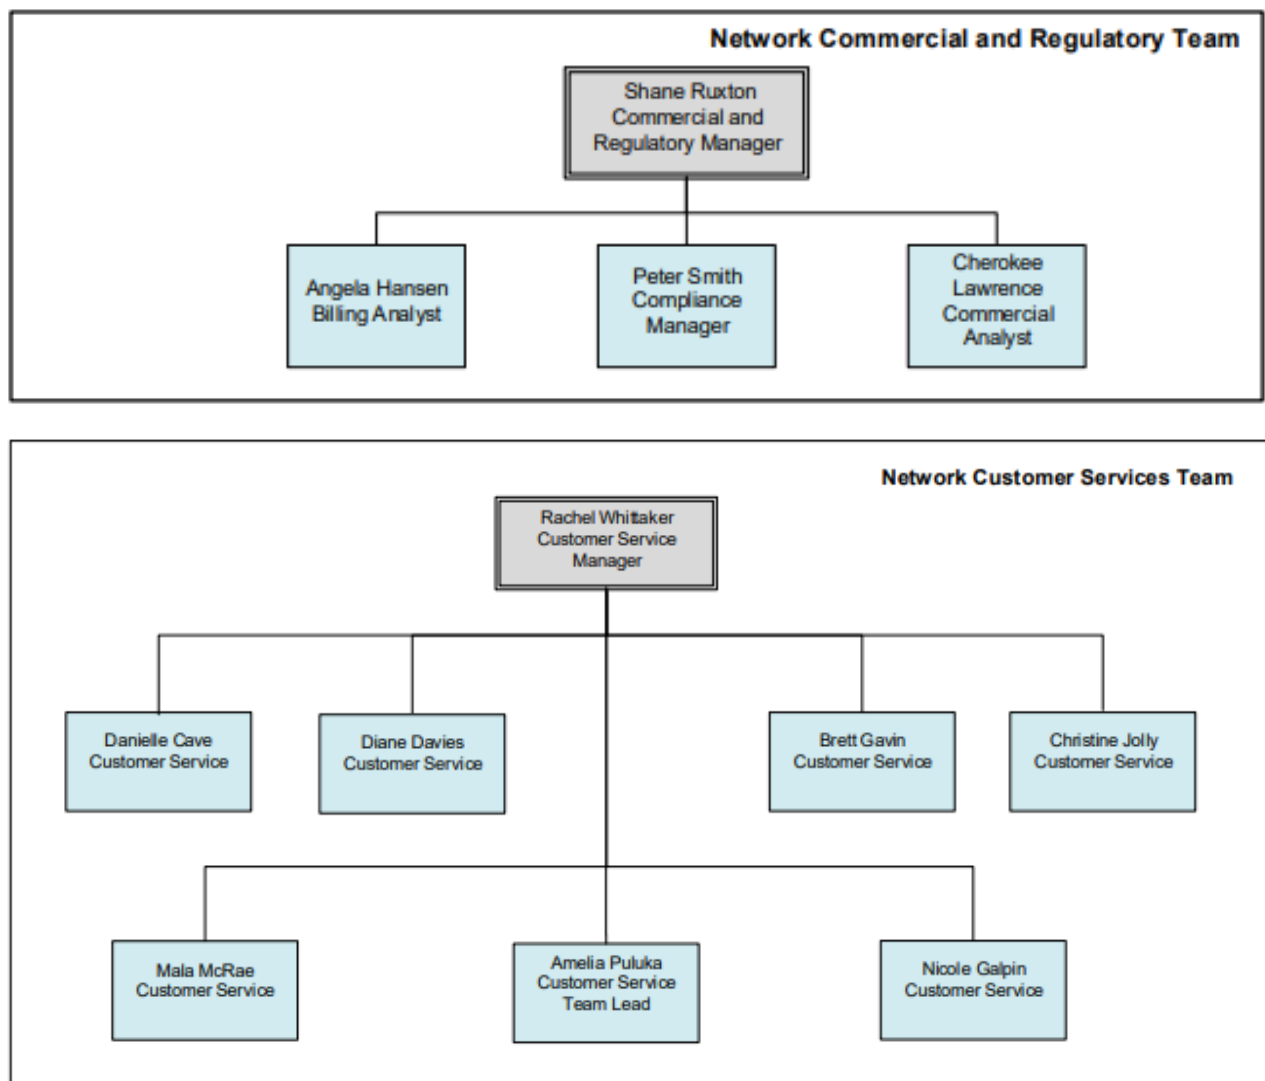 Network Commercial and Regulatory Team
Shane Ruxton
Commercial and
Regulatory Manager
Angela Hansen
Billing Analyst
Peter Smith
Compliance
Manager
Cherokee
Lawrence
Commercial
Analyst
Network Customer Services Team
Rachel Whittaker
Customer Service
Manager
Danielle Cave
Customer Service
Diane Davies
Customer Service
Brett Gavin
Customer Service
Christine Jolly
Customer Service
Mala McRae
Customer Service
Amelia Puluka
Customer Service
Team Lead
Nicole Galpin
Customer Service